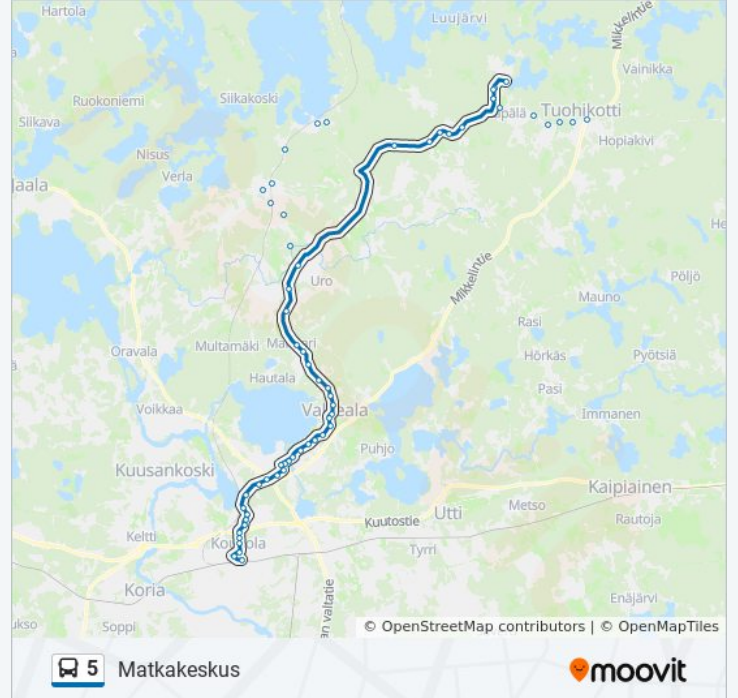 Hartola
Luujärvi
Mikkelintie
Vainikka
Ruokoniemi
Siikakoski
Siikava
Tuohikotti
Hopiakivi
Nisus
Verla
Jaala
Mikkelintie
Uro
Pöljö
Mauno
Rasi
Oravala
Multamäki
Hörkäs
Pyötsiä
Hautala
Pasi
Voikkaa
Immanen
Puhjo
Kuusankoski
Kaipiainen
Metso
Utti
Kuutostie
Rautoja
Keltti
Tyrri
Koria
Enäjärvi
Soppi
an valtatie
© OpenStreetMap contributors | © OpenMapTiles
5 Matkakeskus
moovit